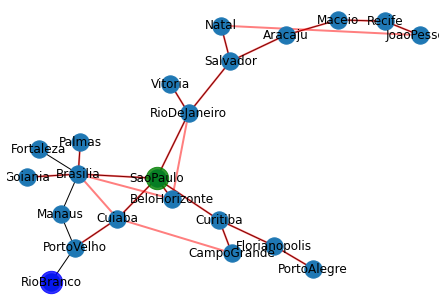 Natal
Maceio
Recife
Aracaju
JoaoPesso
Salvador
Vitoria
RioDeJaneiro
Fortaleza
Palmas
Goiania
Brasilia
SaoPaulo
BeloHorizonte
Manaus
Cuiaba
Curitiba
PortoVelho
CampoGrande
Florianopolis
PortoAlegre
RioBranco